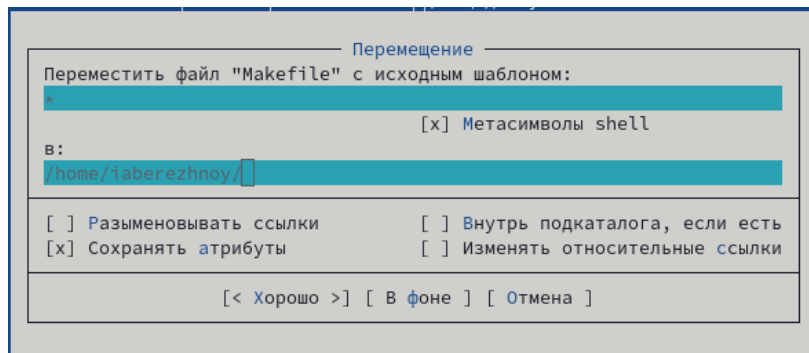 Перемещение
Переместить файл "Makefile" с исходным шаблоном:
*
[x] Метасимволы shell
в:
/home/iaberezhnoy/
[ ] Разыменовывать ссылки [ ] Внутрь подкаталога, если есть
[x] Сохранять атрибуты [ ] Изменять относительные ссылки
[< Хорошо >] [ В фоне ] [ Отмена ]